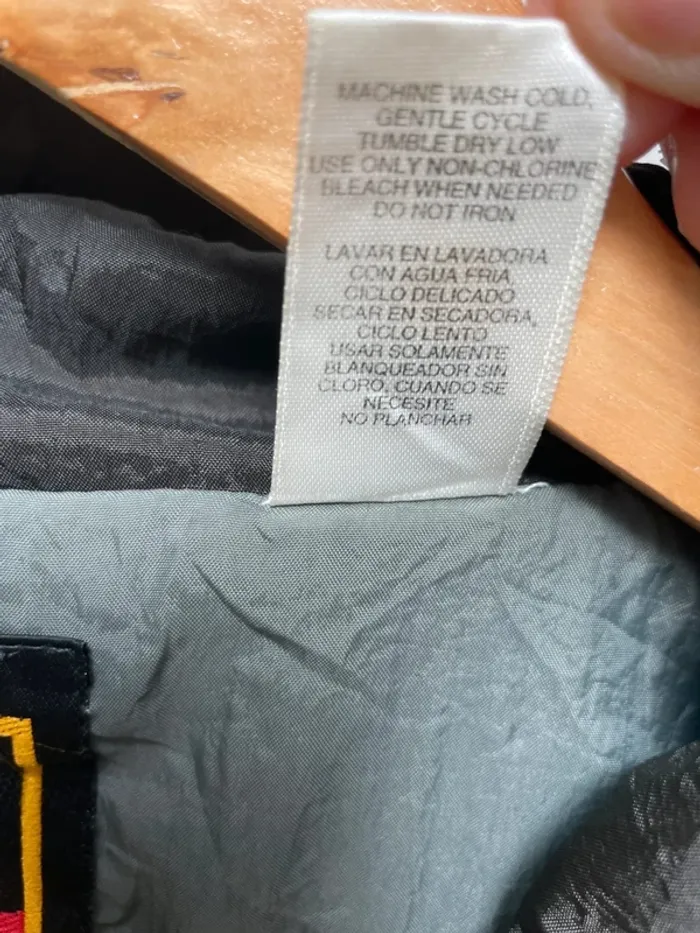 MACHINE WASH COLD,
GENTLE CYCLE
TUMBLE DRY LOW
USE ONLY NON-CHLORINE
BLEACH WHEN NEEDED
DO NOT IRON
LAVAR EN LAVADORA
CON AGUA FRIA,
CICLO DELICADO
SECAR EN SECADORA,
CICLO LENTO
USAR SOLAMENTE
BLANQUEADOR SIN
CLORO, CUANDO SE
NECESITE
NO PLANCHAR